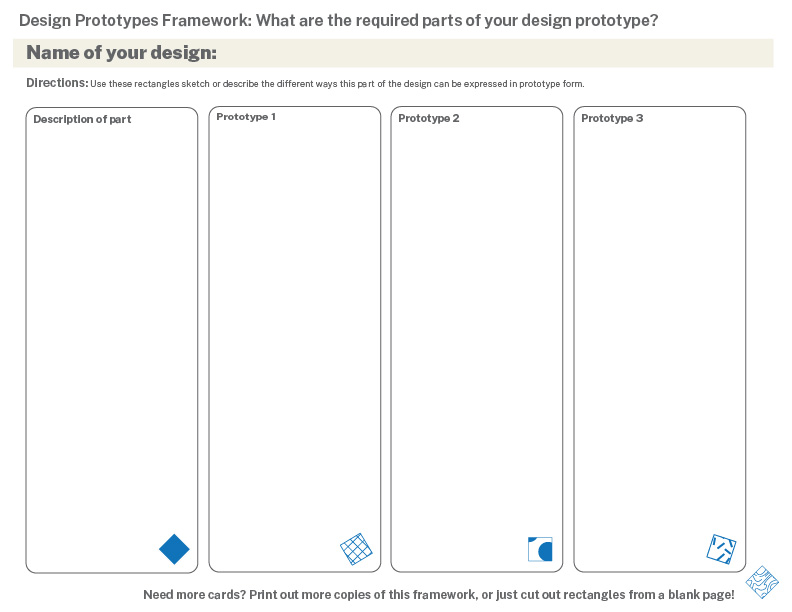 Design Prototypes Framework: What are the required parts of your design prototype?
Name of your design:
Directions: Use these rectangles sketch or describe the different ways this part of the design can be expressed in prototype form.
Description of part
Prototype 1
Prototype 2
Prototype 3
Need more cards? Print out more copies of this framework, or just cut out rectangles from a blank page!